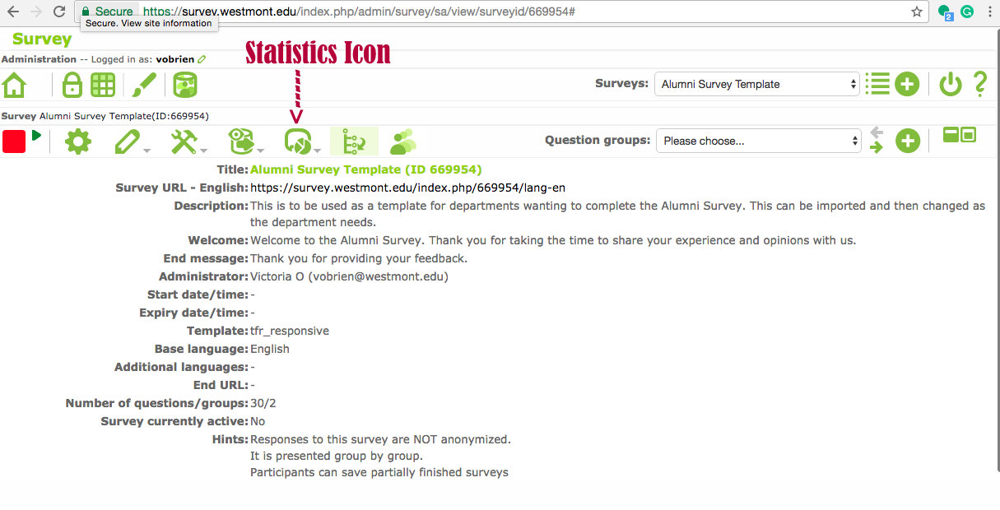 Secure https://survey.westmont.edu/index.php/admin/survey/sa/view/surveyid/669954#
2
Secure. View site information
Survey
Statistics Icon
Administration -- Logged in as: vobrien
Surveys: Alumni Survey Template
Survey Alumni Survey Template(ID:669954)
Question groups: Please choose...
Title: Alumni Survey Template (ID 669954)
Survey URL - English: https://survey.westmont.edu/index.php/669954/lang-en
Description: This is to be used as a template for departments wanting to complete the Alumni Survey. This can be imported and then changed as
the department needs.
Welcome: Welcome to the Alumni Survey. Thank you for taking the time to share your experience and opinions with us.
End message: Thank you for providing your feedback.
Administrator: Victoria O (vobrien@westmont.edu)
Start date/time: -
Expiry date/time: -
Template: tfr_responsive
Base language: English
Additional languages: -
End URL: -
Number of questions/groups: 30/2
Survey currently active: No
Hints: Responses to this survey are NOT anonymized.
It is presented group by group.
Participants can save partially finished surveys